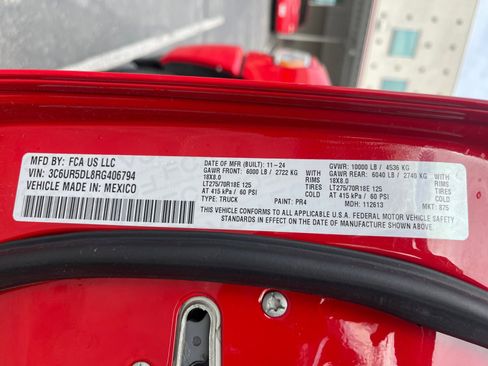 MFD BY: FCA US LLC
VIN: 3C6UR5DL8RG406794
VEHICLE MADE IN: MEXICO
DATE OF MFR (BUILT): 11-24 GVWR: 10000 LB / 4536 KG
GAWR FRONT: 6000 LB / 2722 KG WITH GAWR REAR: 6040 LB / 2740 KG WITH
18X8.0 RIMS 18X8.0 RIMS
LT275/70R18E 125 LT275/70R18E 125
AT 415 kPa / 60 PSI COLD AT 415 kPa / 60 PSI COLD
TYPE: TRUCK PAINT: PR4 MDH: 112613 MKT: 875
THIS VEHICLE CONFORMS TO ALL APPLICABLE U.S.A. FEDERAL MOTOR VEHICLE SAFETY
STANDARDS IN EFFECT ON THE DATE OF MANUFACTURE SHOWN ABOVE.